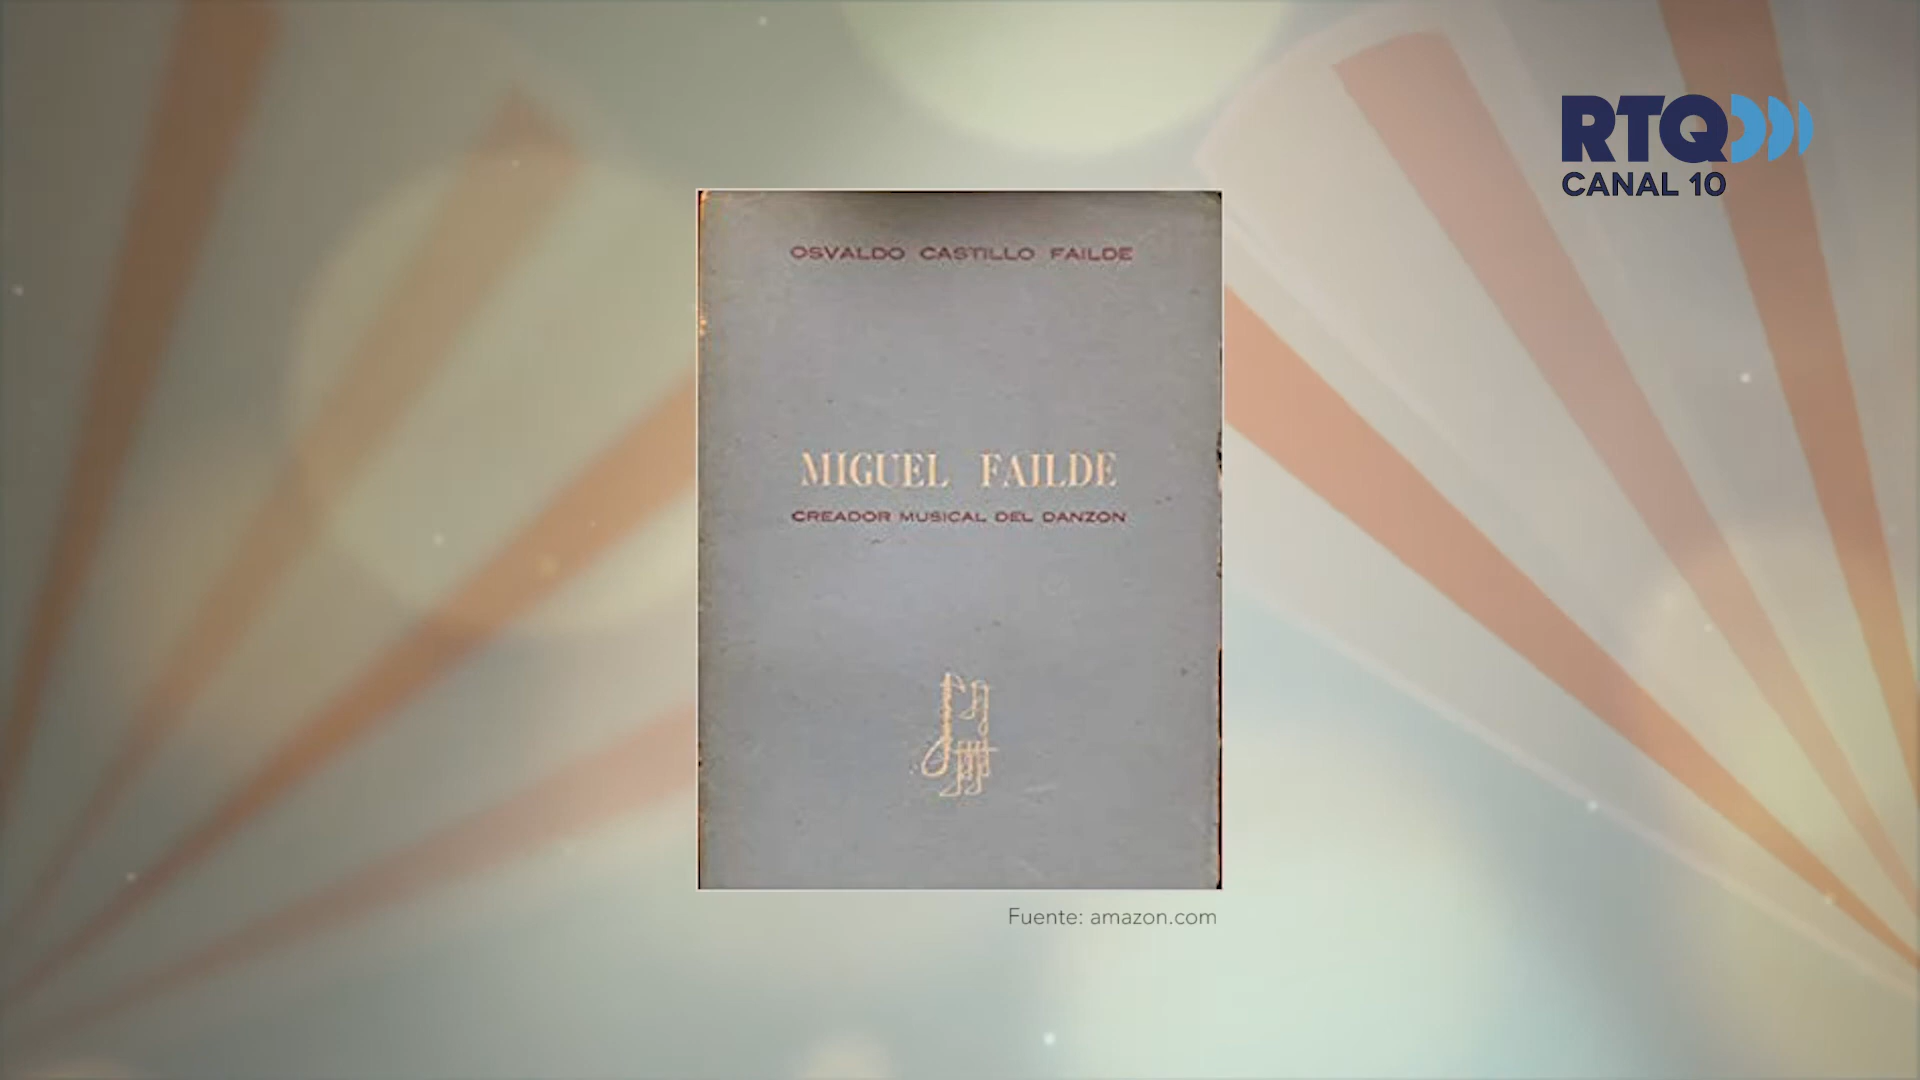 RTQ
CANAL 10
OSVALDO CASTILLO FAILDE
MIGUEL FAILDE
CREADOR MUSICAL DEL DANZON
Fuente: amazon.com